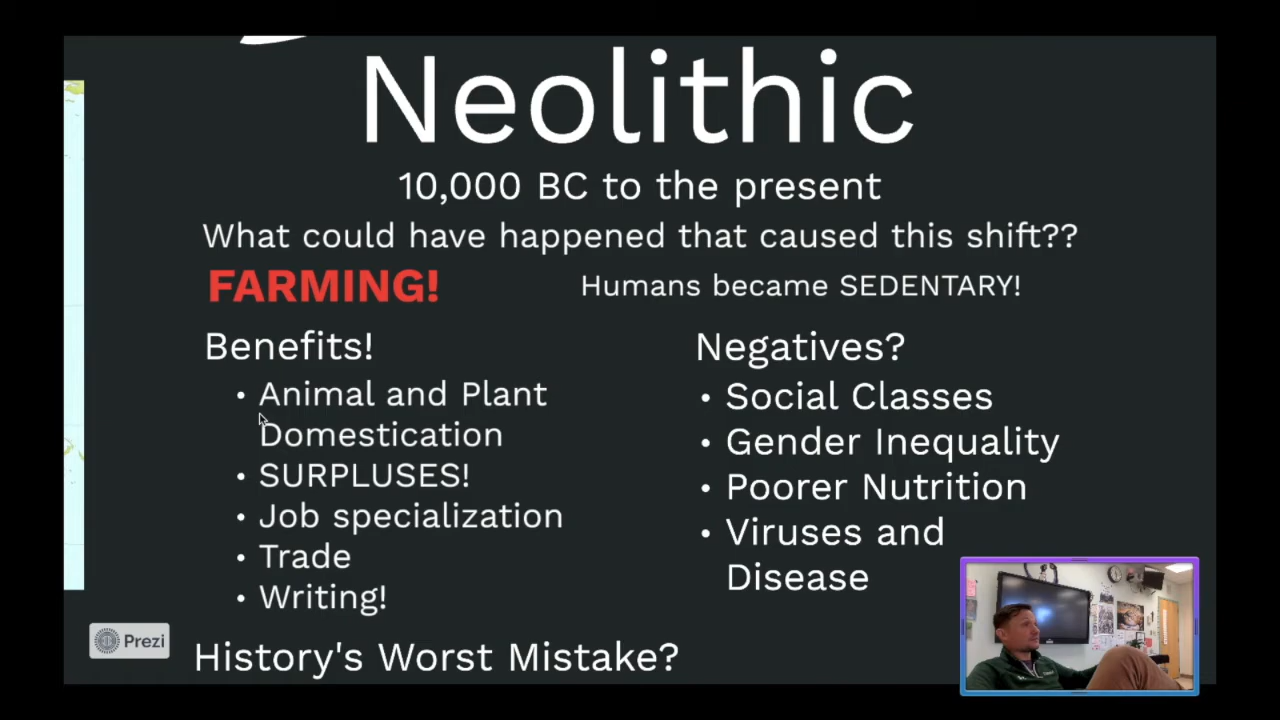 Neolithic
10,000 BC to the present
What could have happened that caused this shift??
FARMING!
Humans became SEDENTARY!
Benefits!
• Animal and Plant
Domestication
• SURPLUSES!
• Job specialization
• Trade
• Writing!
Negatives?
• Social Classes
• Gender Inequality
• Poorer Nutrition
• Viruses and
Disease
Prezi
History's Worst Mistake?